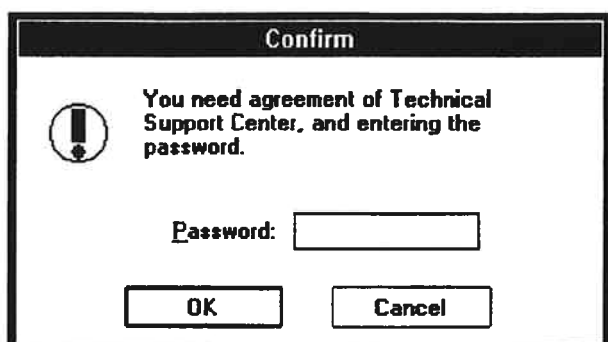 Confirm
You need agreement of Technical
Support Center, and entering the
password.
Password:
OK
Cancel